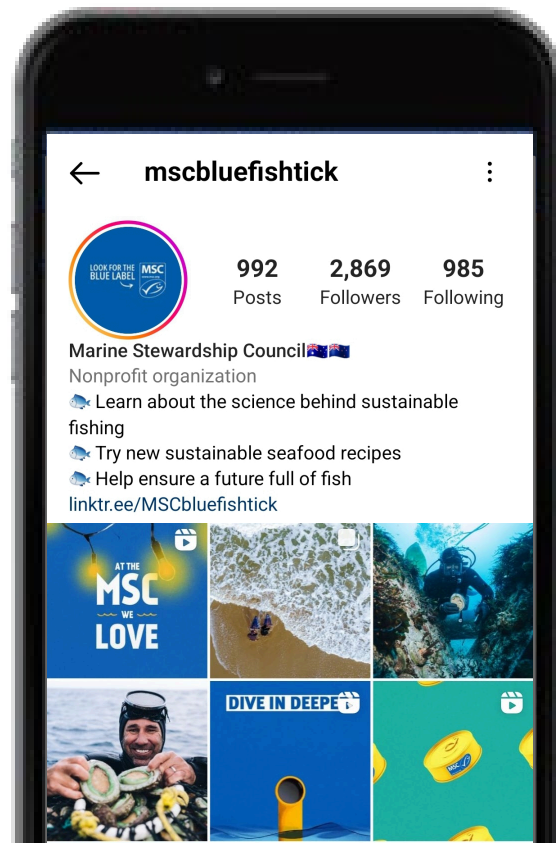 mscbluefishtick
LOOK FOR THE
BLUE LABEL
MSC
992
2,869
985
Posts
Followers
Following
Marine Stewardship Council🇦🇺🇳🇿
Nonprofit organization
🐟 Learn about the science behind sustainable
fishing
🐟 Try new sustainable seafood recipes
🐟 Help ensure a future full of fish
linktr.ee/MSCbluefishtick
AT THE
MSC
WE
LOVE
DIVE IN DEEPE
MSC